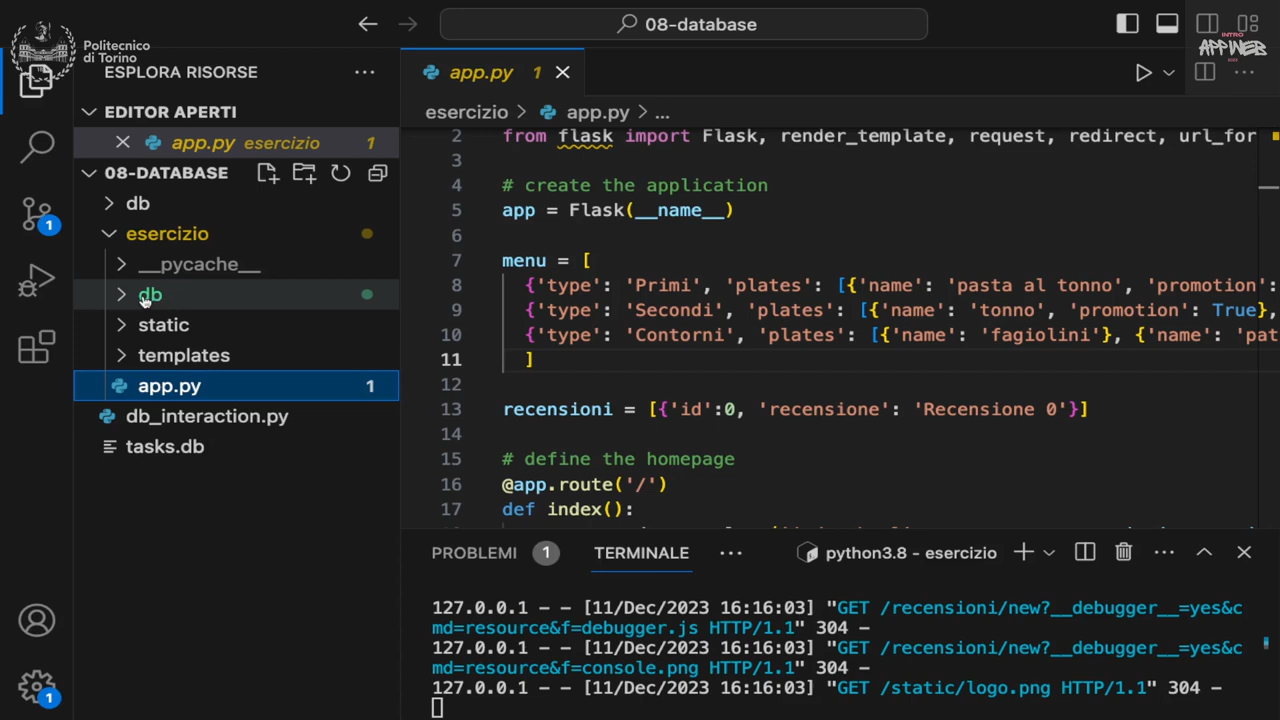 08-database
Politecnico
di Torino
INTRO
APPWEB
ESPLORA RISORSE
EDITOR APERTI
app.py esercizio 1
08-DATABASE
db
esercizio
__pycache__
db
static
templates
app.py 1
db_interaction.py
tasks.db
1
1
app.py 1
esercizio > app.py > ...
2 from flask import Flask, render_template, request, redirect, url_for
3
4 # create the application
5 app = Flask(__name__)
6
7 menu = [
8 {'type': 'Primi', 'plates': [{'name': 'pasta al tonno', 'promotion':
9 {'type': 'Secondi', 'plates': [{'name': 'tonno', 'promotion': True},
10 {'type': 'Contorni', 'plates': [{'name': 'fagiolini'}, {'name': 'pat
11 ]
12
13 recensioni = [{'id':0, 'recensione': 'Recensione 0'}]
14
15 # define the homepage
16 @app.route('/')
17 def index():
PROBLEMI 1 TERMINALE python3.8 - esercizio
127.0.0.1 - - [11/Dec/2023 16:16:03] "GET /recensioni/new?__debugger__=yes&c
md=resource&f=debugger.js HTTP/1.1" 304 -
127.0.0.1 - - [11/Dec/2023 16:16:03] "GET /recensioni/new?__debugger__=yes&c
md=resource&f=console.png HTTP/1.1" 304 -
127.0.0.1 - - [11/Dec/2023 16:16:03] "GET /static/logo.png HTTP/1.1" 304 -